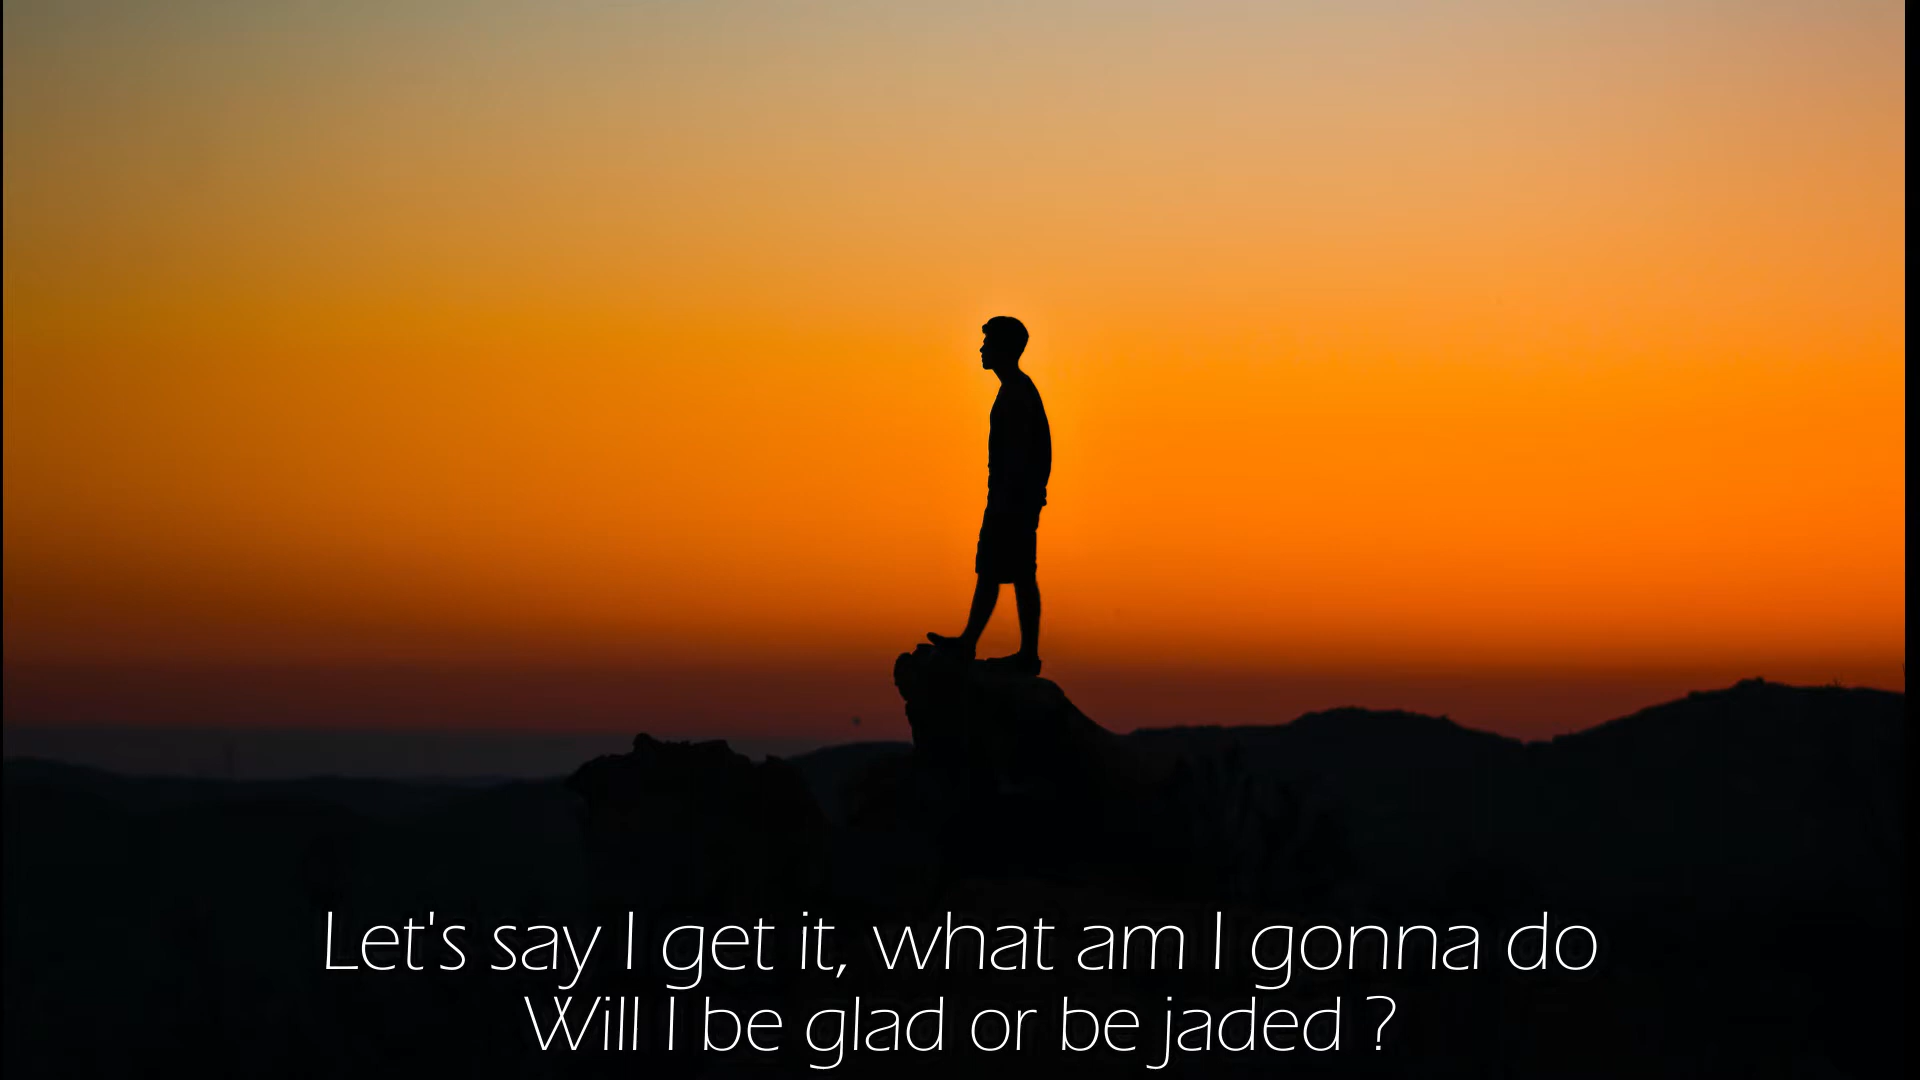 Let's say I get it, what am I gonna do
Will I be glad or be jaded ?